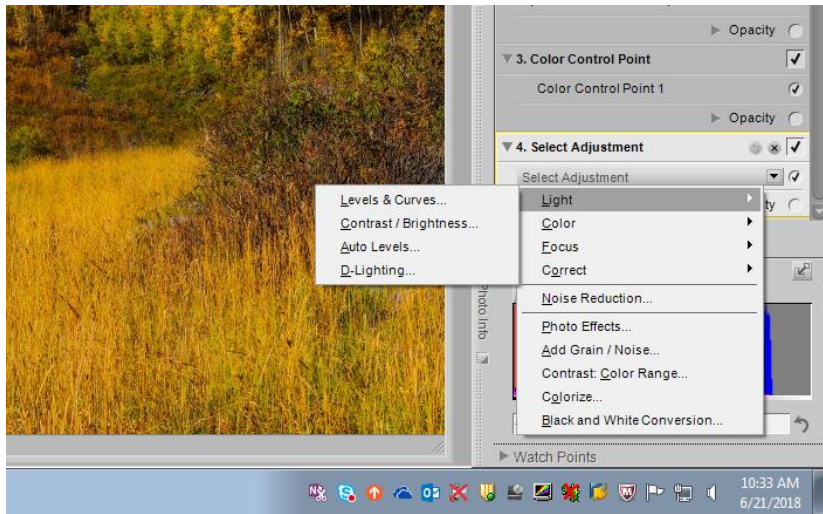 Opacity
3. Color Control Point
Color Control Point 1
Opacity
4. Select Adjustment
Select Adjustment
Levels & Curves...
Contrast / Brightness...
Auto Levels...
D-Lighting...
Light
ty
Color
Focus
Correct
Noise Reduction...
Photo Effects...
Add Grain / Noise...
Contrast: Color Range...
Colorize...
Black and White Conversion...
Photo Info
Watch Points
10:33 AM
6/21/2018